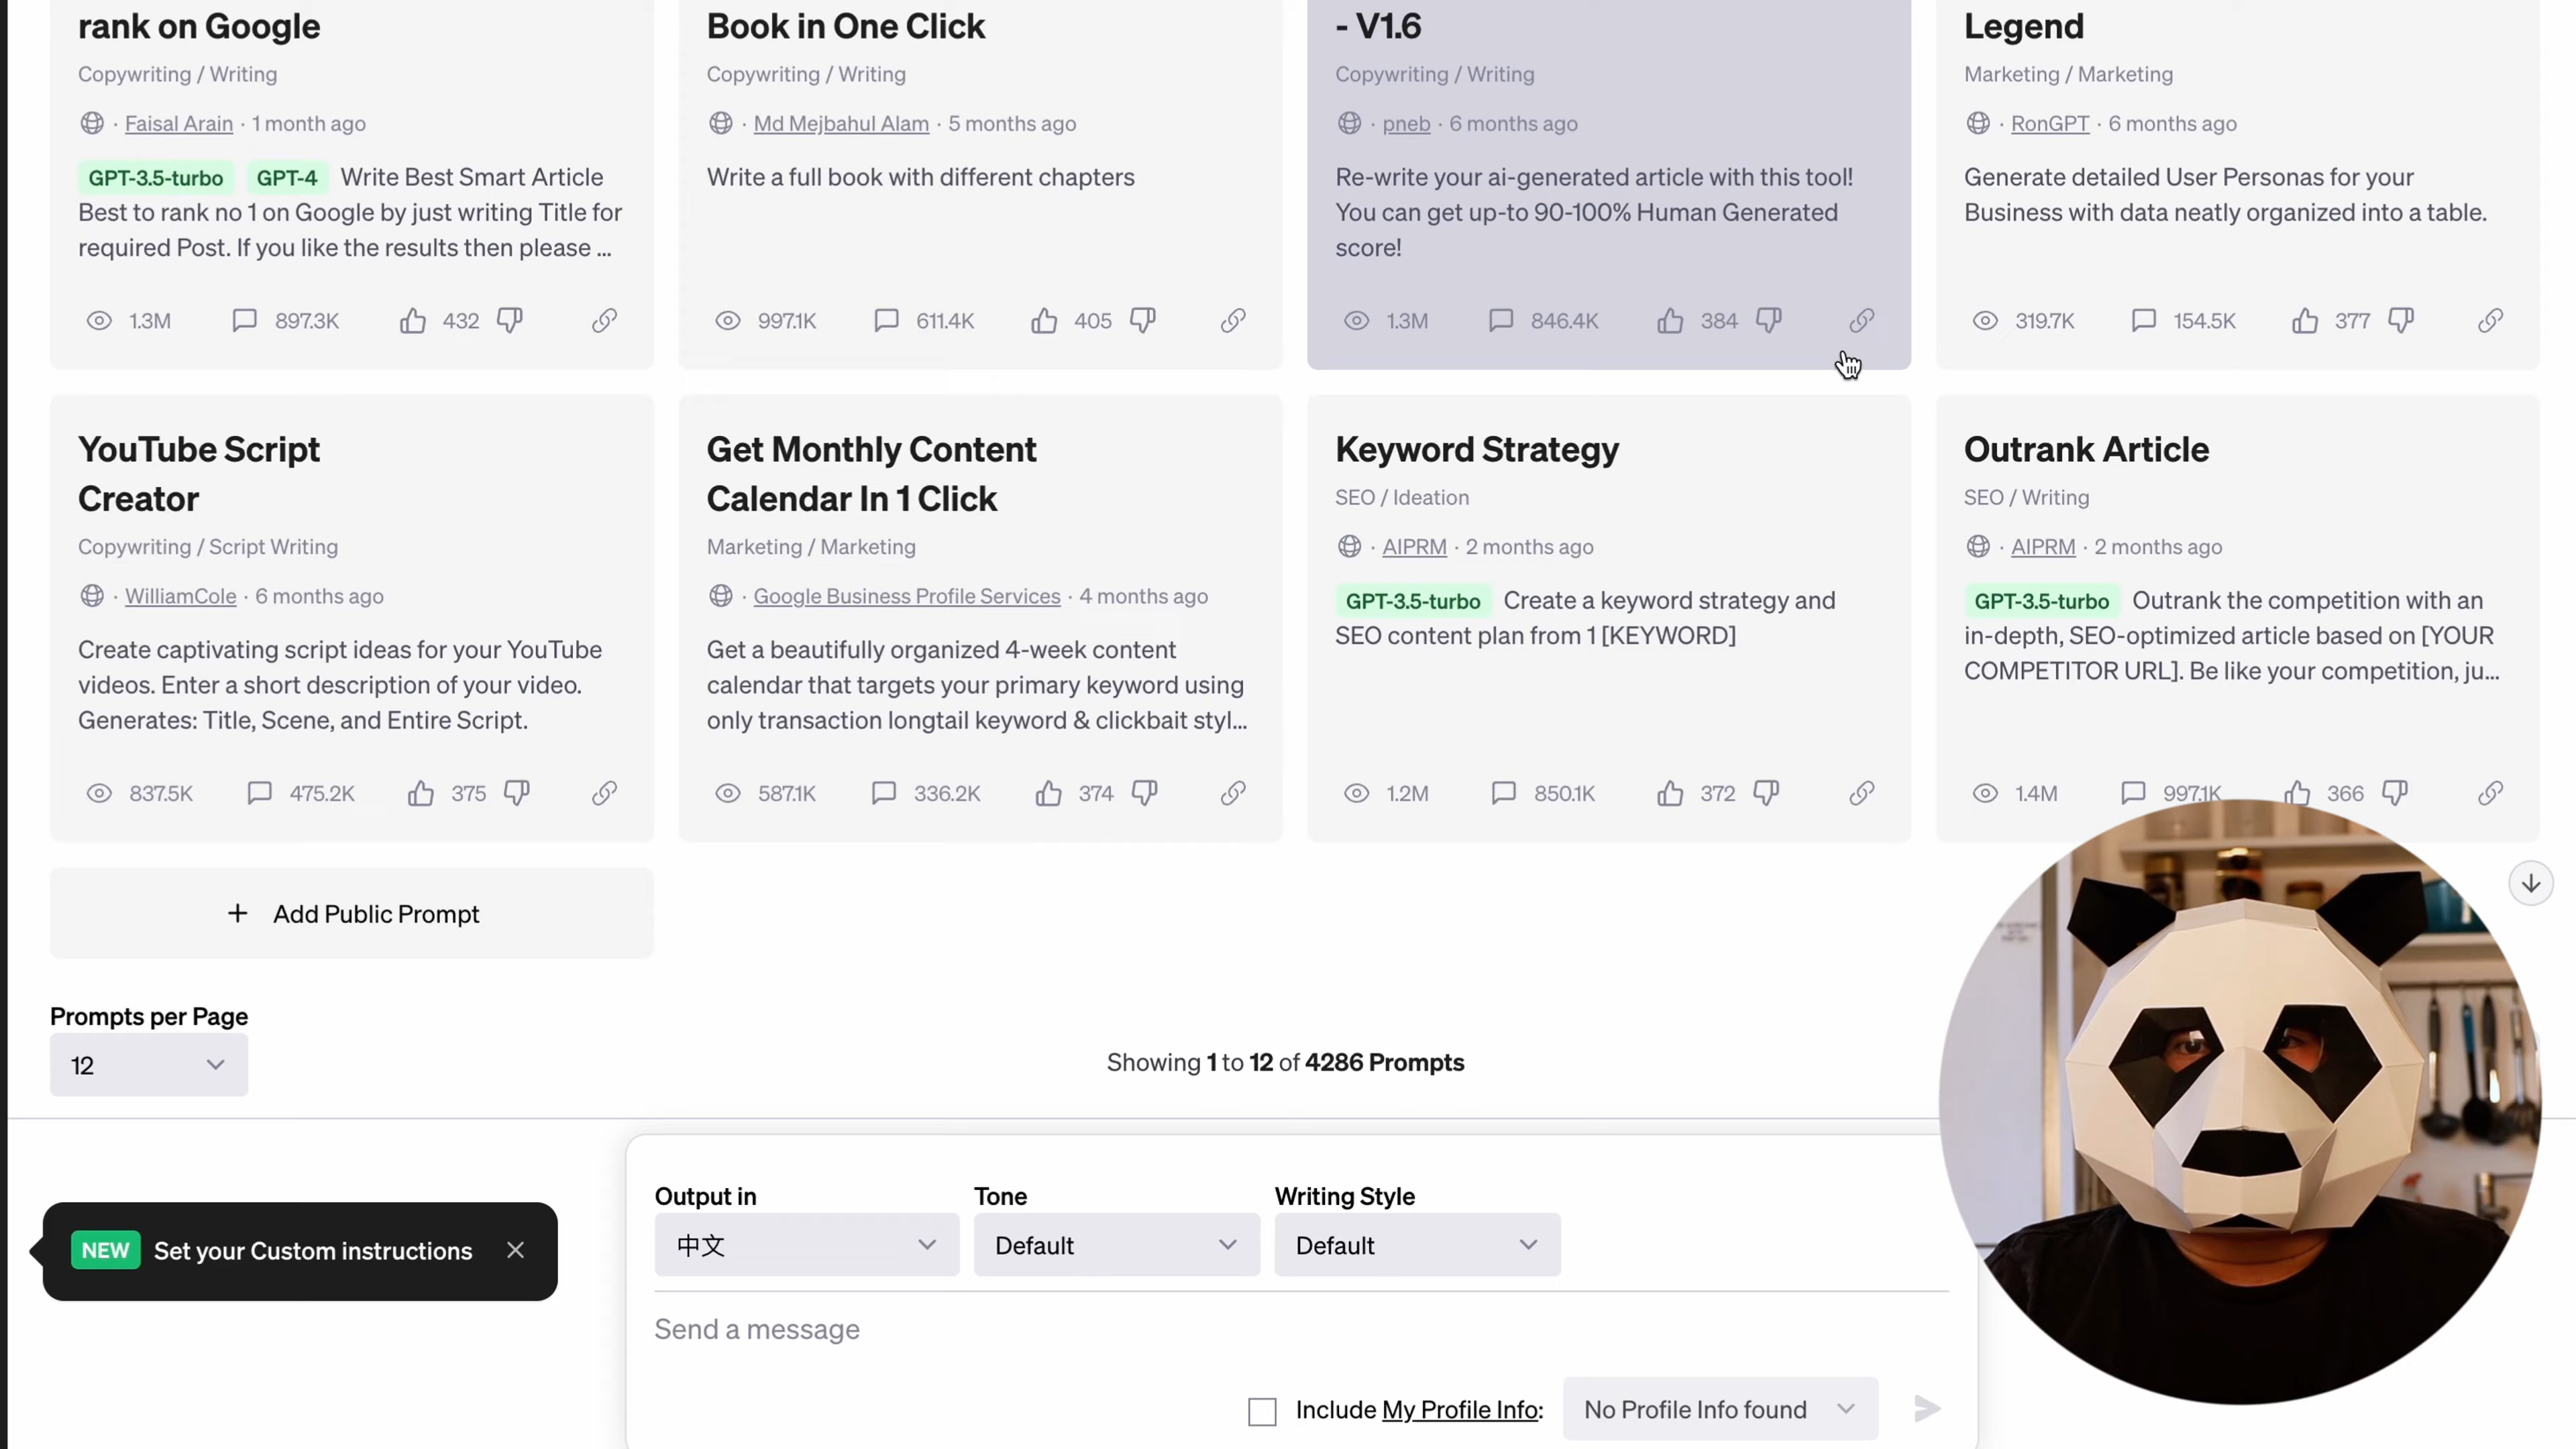 rank on Google
Copywriting / Writing
· Faisal Arain · 1 month ago
GPT-3.5-turbo GPT-4 Write Best Smart Article
Best to rank no 1 on Google by just writing Title for
required Post. If you like the results then please ...
1.3M 897.3K 432
Book in One Click
Copywriting / Writing
· Md Mejbahul Alam · 5 months ago
Write a full book with different chapters
997.1K 611.4K 405
- V1.6
Copywriting / Writing
· pneb · 6 months ago
Re-write your ai-generated article with this tool!
You can get up-to 90-100% Human Generated
score!
1.3M 846.4K 384
Legend
Marketing / Marketing
· RonGPT · 6 months ago
Generate detailed User Personas for your
Business with data neatly organized into a table.
319.7K 154.5K 377
YouTube Script
Creator
Copywriting / Script Writing
· WilliamCole · 6 months ago
Create captivating script ideas for your YouTube
videos. Enter a short description of your video.
Generates: Title, Scene, and Entire Script.
837.5K 475.2K 375
Get Monthly Content
Calendar In 1 Click
Marketing / Marketing
· Google Business Profile Services · 4 months ago
Get a beautifully organized 4-week content
calendar that targets your primary keyword using
only transaction longtail keyword & clickbait styl...
587.1K 336.2K 374
Keyword Strategy
SEO / Ideation
· AIPRM · 2 months ago
GPT-3.5-turbo Create a keyword strategy and
SEO content plan from 1 [KEYWORD]
1.2M 850.1K 372
Outrank Article
SEO / Writing
· AIPRM · 2 months ago
GPT-3.5-turbo Outrank the competition with an
in-depth, SEO-optimized article based on [YOUR
COMPETITOR URL]. Be like your competition, ju...
1.4M 997.1K 366
+ Add Public Prompt
Prompts per Page
12
Showing 1 to 12 of 4286 Prompts
NEW Set your Custom instructions
Output in Tone Writing Style
中文 Default Default
Send a message
Include My Profile Info: No Profile Info found